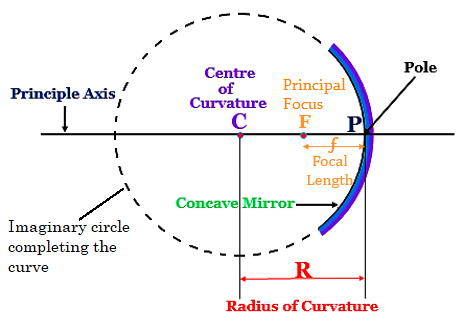 Centre
of
Curvature
C
Principal
Focus
F
Pole
Principle Axis
P
f
Focal
Length
Concave Mirror
Imaginary circle
completing the
curve
R
Radius of Curvature